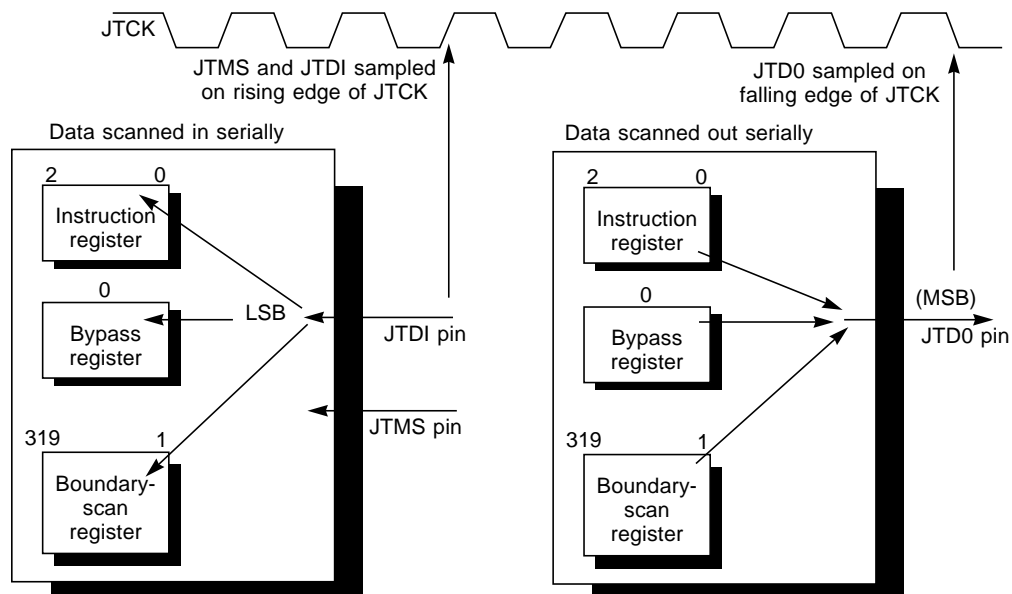 JTCK
JTMS and JTDI sampled
on rising edge of JTCK
JTD0 sampled on
falling edge of JTCK
Data scanned in serially
2 0
Instruction
register
0
Bypass
register
LSB
JTDI pin
JTMS pin
319 1
Boundary-
scan
register
Data scanned out serially
2 0
Instruction
register
0
Bypass
register
(MSB)
JTD0 pin
319 1
Boundary-
scan
register